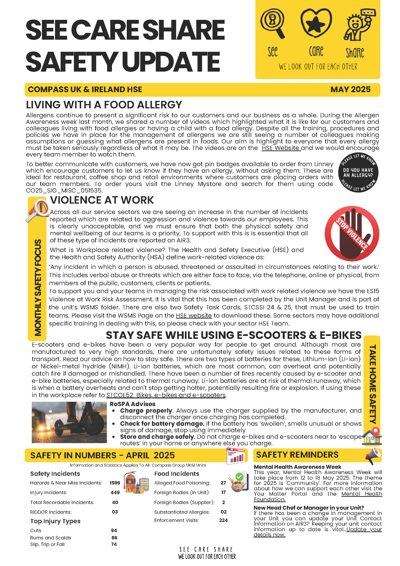 SEE CARE SHARE
SAFETY UPDATE
See Care Share
WE LOOK OUT FOR EACH OTHER
COMPASS UK & IRELAND HSE
MAY 2025
LIVING WITH A FOOD ALLERGY
Allergens continue to present a significant risk to our customers and our business as a whole. During the Allergen
Awareness week last month, we shared a number of videos which highlighted what it is like for our customers and
colleagues living with food allergies or having a child with a food allergy. Despite all the training, procedures and
policies we have in place for the management of allergens we are still seeing a number of colleagues making
assumptions or guessing what allergens are present in foods. Our aim is highlight to everyone that every allergy
must be taken seriously regardless of what it may be. The videos are on the HSE Website and we would encourage
every team member to watch them.
To better communicate with customers, we have now got pin badges available to order from Linney
which encourage customers to let us know if they have an allergy, without asking them. These are
ideal for restaurant, coffee shop and retail environments where customers are placing orders with
our team members. To order yours visit the Linney Mystore and search for them using code
PLEASE LET ME KNOW
DO YOU HAVE
AN ALLERGY?
PLEASE LET ME KNOW
MONTHLY SAFETY FOCUS
VIOLENCE AT WORK
Across all our service sectors we are seeing an increase in the number of incidents
reported which are related to aggression and violence towards our employees. This
is clearly unacceptable, and we must ensure that both the physical safety and
mental wellbeing of our teams is a priority. To support with this is essential that all
of these type of incidents are reported on AIR3.
What is Workplace related violence? The Health and Safety Executive (HSE) and
the Health and Safety Authority (HSA) define work-related violence as:
STOP VIOLENCE
'Any incident in which a person is abused, threatened or assaulted in circumstances relating to their work.'
This includes verbal abuse or threats which are either face to face, via the telephone, online or physical, from
members of the public, customers, clients or patients.
To support you and your teams in managing the risk associated with work related violence we have the LS15
Violence at Work Risk Assessment. It is vital that this has been completed by the Unit Manager and is part of
the unit's WSMS folder. There are also two Safety Task Cards, STCSSI 24 & 25, that must be used to train
teams. Please visit the WSMS Page on the HSE website to download these. Some sectors may have additional
specific training in dealing with this, so please check with your sector HSE Team.
STAY SAFE WHILE USING E-SCOOTERS & E-BIKES
TAKE HOME SAFETY
E-scooters and e-bikes have been a very popular way for people to get around. Although most are
manufactured to very high standards, there are unfortunately safety issues related to these forms of
transport. Read our advice on how to stay safe. There are two types of batteries for these, Lithium-ion (Li-ion)
or Nickel-metal hydride (NiMH). Li-ion batteries, which are most common, can overheat and potentially
catch fire if damaged or mishandled. There have been a number of fires recently caused by e-scooter and
e-bike batteries, especially related to thermal runaway. Li-ion batteries are at risk of thermal runaway, which
is when a battery overheats and can't stop getting hotter, potentially resulting fire or explosion. If using these
in the workplace refer to STCGL52 Bikes, e-bikes and e-scooters.
RoSPA Advises
• Charge properly. Always use the charger supplied by the manufacturer, and
disconnect the charger once charging has completed.
• Check for battery damage. If the battery has 'swollen', smells unusual or shows
signs of damage, stop using immediately
• Store and charge safely. Do not charge e-bikes and e-scooters near to 'escape
routes' in your home or anywhere else you charge.
SAFETY IN NUMBERS - APRIL 2025
Information and Statistics Applies To All Compass Group UK&I Units
Safety Incidents
Hazards & Near Miss Incidents: 1596
Injury Incidents: 449
Total Recordable Incidents: 40
RIDDOR Incidents: 03
Top Injury Types
Cuts 94
Burns and Scalds 86
Slip, Trip or Fall 74
Food Incidents
Alleged Food Poisoning: 27
Foreign Bodies (In Unit): 17
Foreign Bodies (Supplier): 2
Substantiated Allergens: 02
Enforcement Visits: 224
SAFETY REMINDERS
Mental Health Awareness Week
This year, Mental Health Awareness Week will
take place from 12 to 18 May 2025. The theme
for 2025 is 'Community'. For more information
about how we can support each other visit the
You Matter Portal and the Mental Health
Foundation.
New Head Chef or Manager in your Unit?
If there has been a change in management in
your Unit you can update your Unit Contact
Information on AIR3? Keeping your unit contact
information up to date is vital. Update your
details now.
SEE CARE SHARE
WE LOOK OUT FOR EACH OTHER